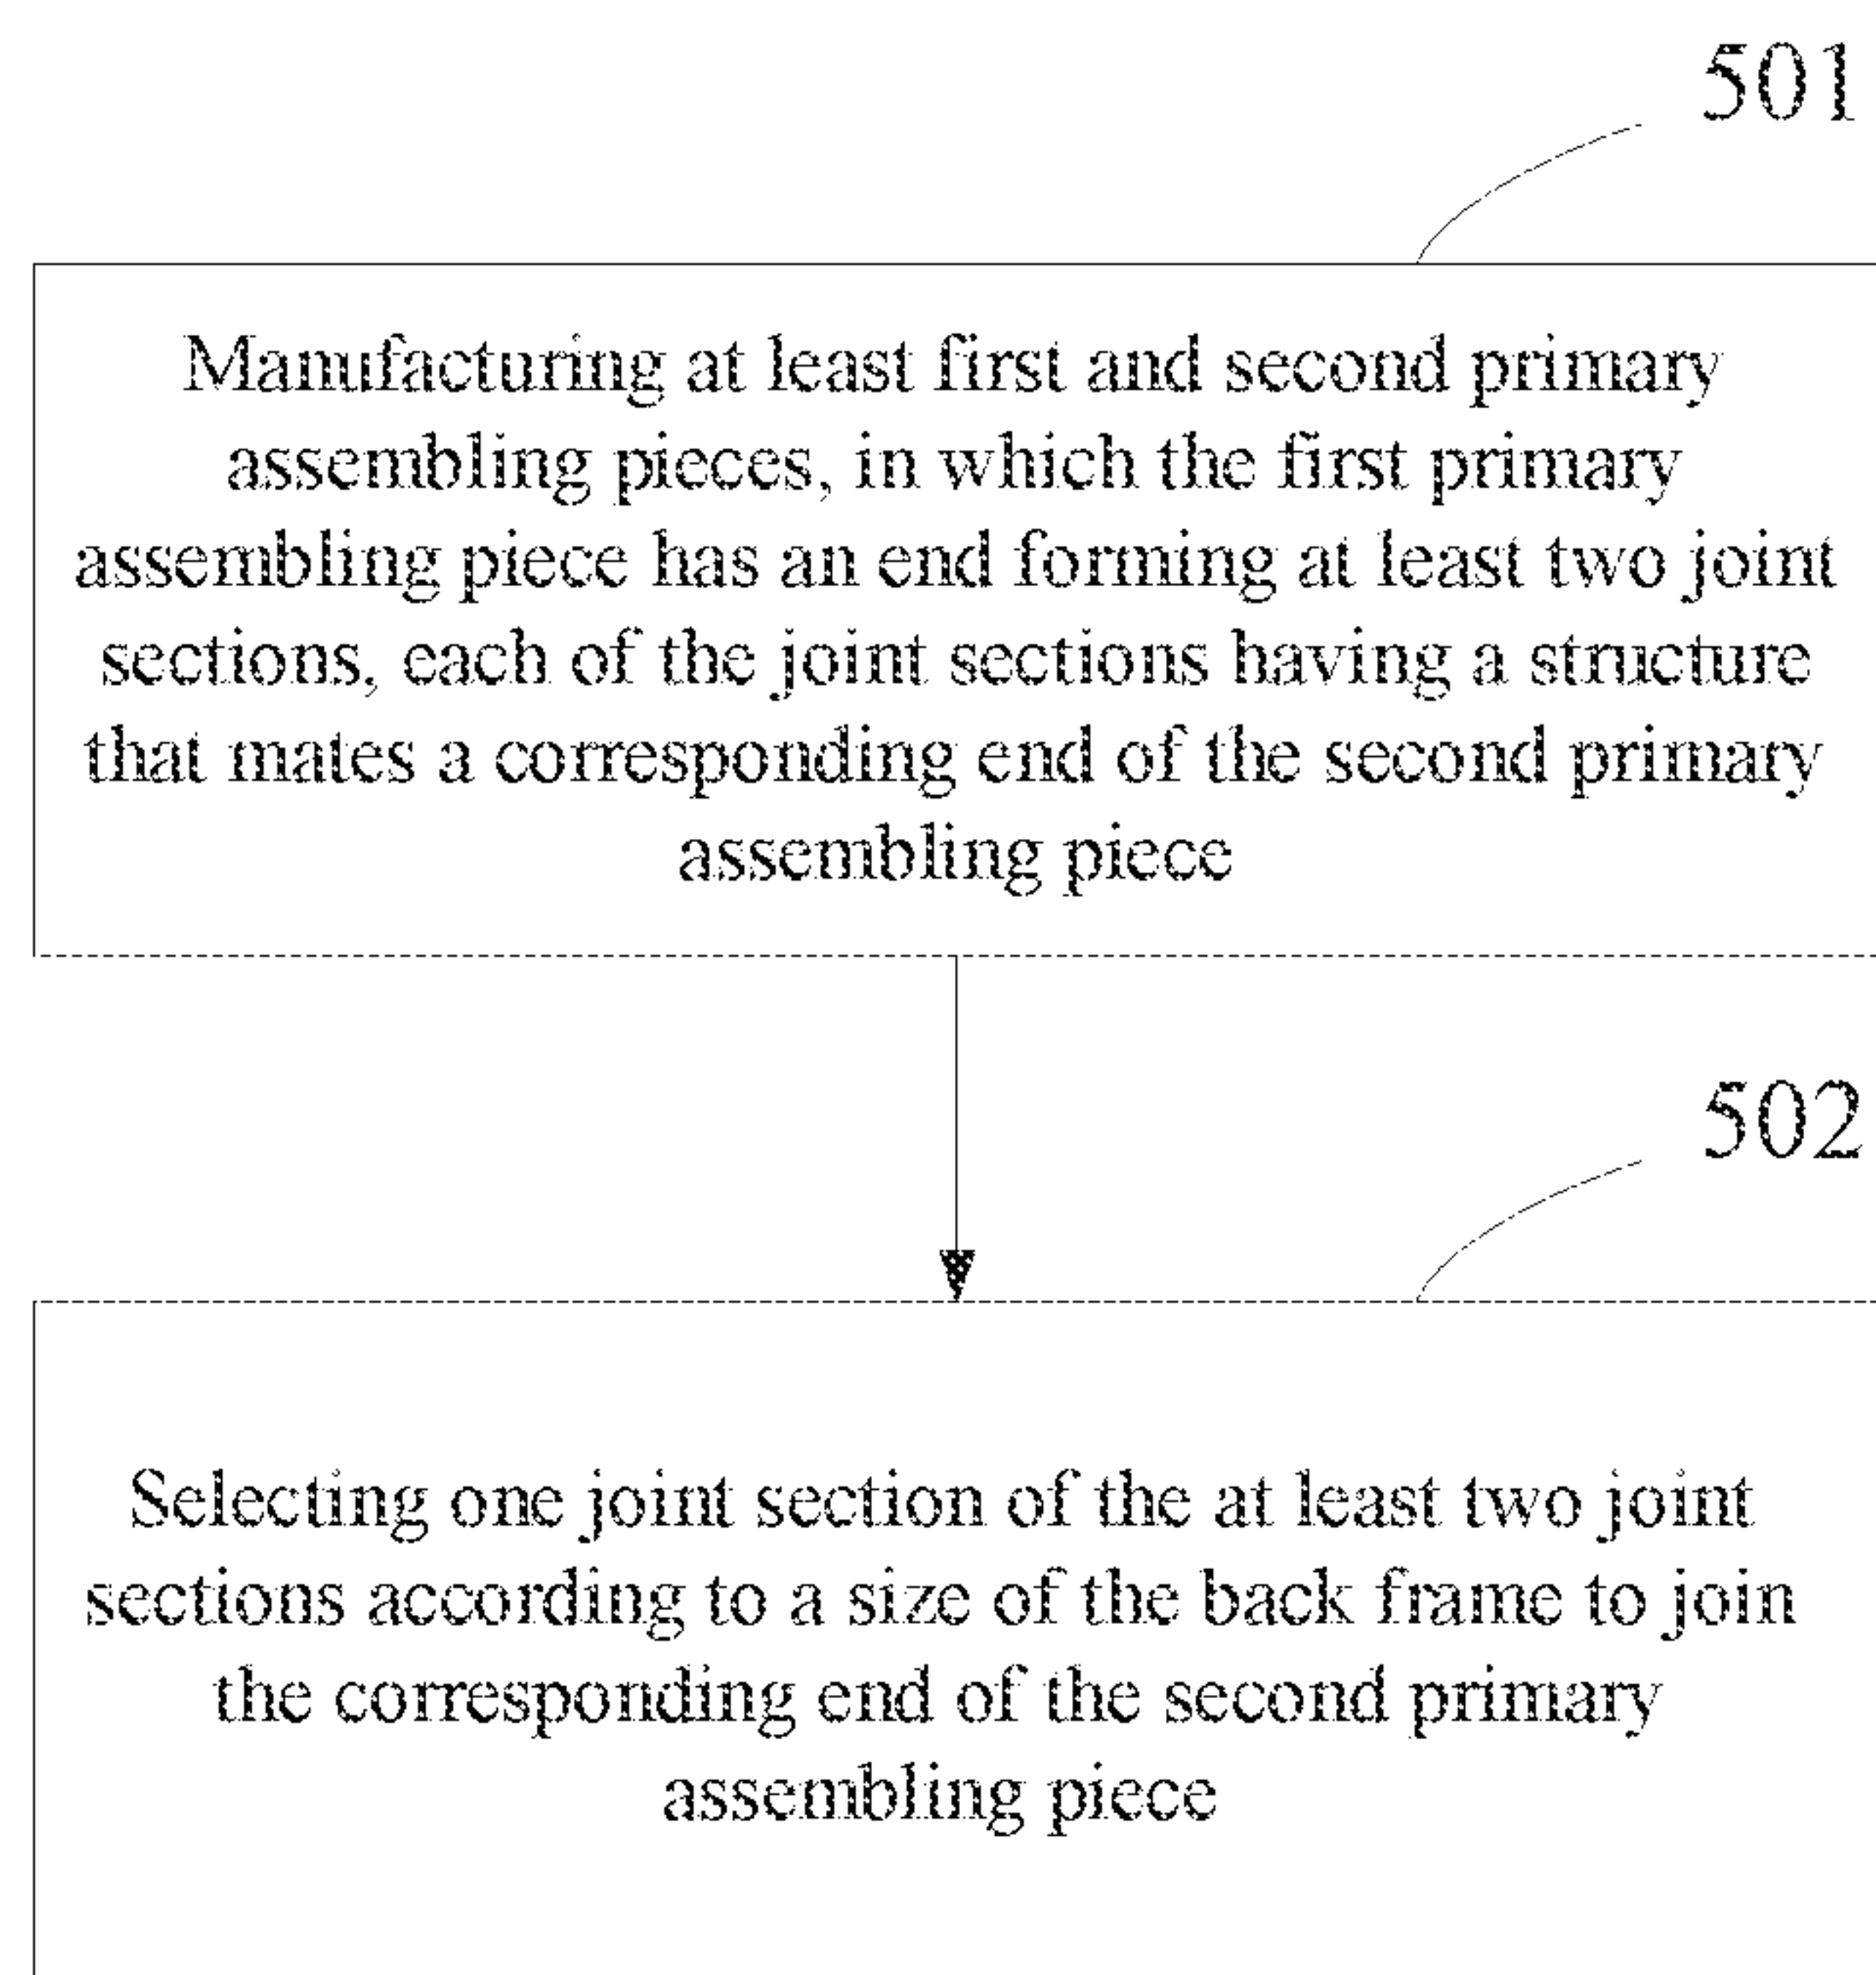 501
Manufacturing at least first and second primary
assembling pieces, in which the first primary
assembling piece has an end forming at least two joint
sections, each of the joint sections having a structure
that mates a corresponding end of the second primary
assembling piece
502
Selecting one joint section of the at least two joint
sections according to a size of the back frame to join
the corresponding end of the second primary
assembling piece